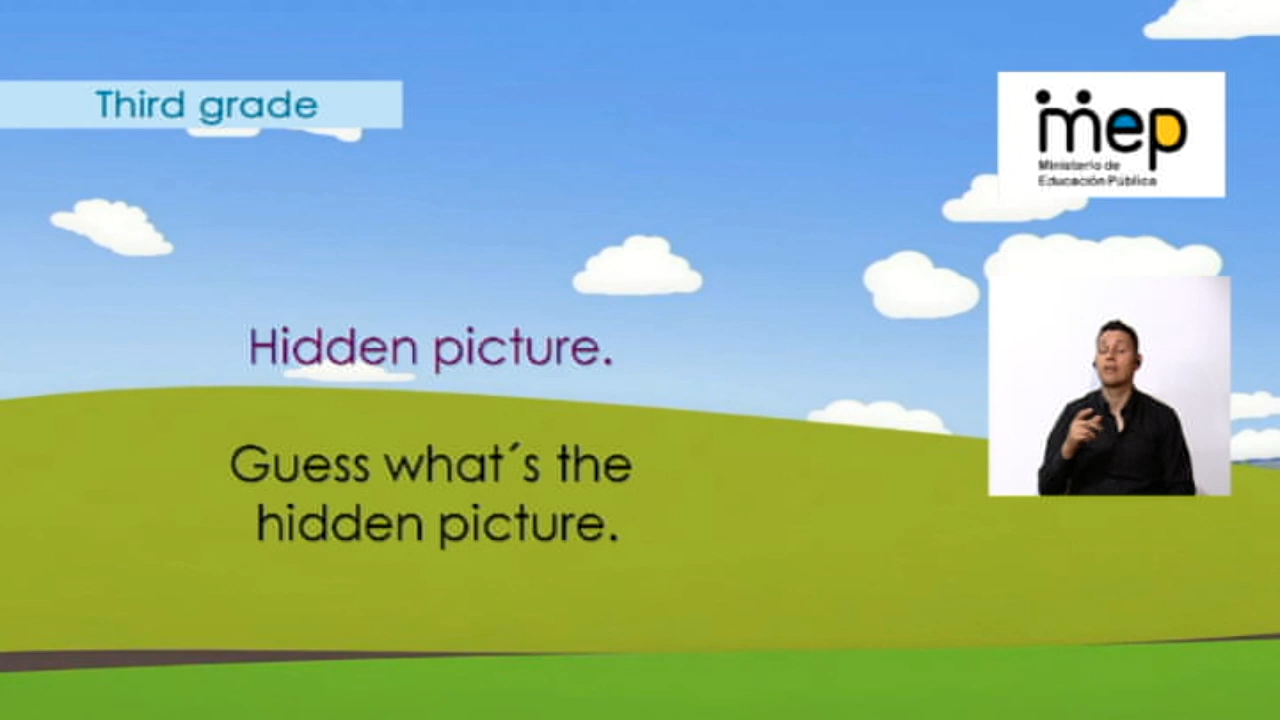 Third grade
mep
Ministerio de
Educación Pública
Hidden picture.
Guess what´s the
hidden picture.